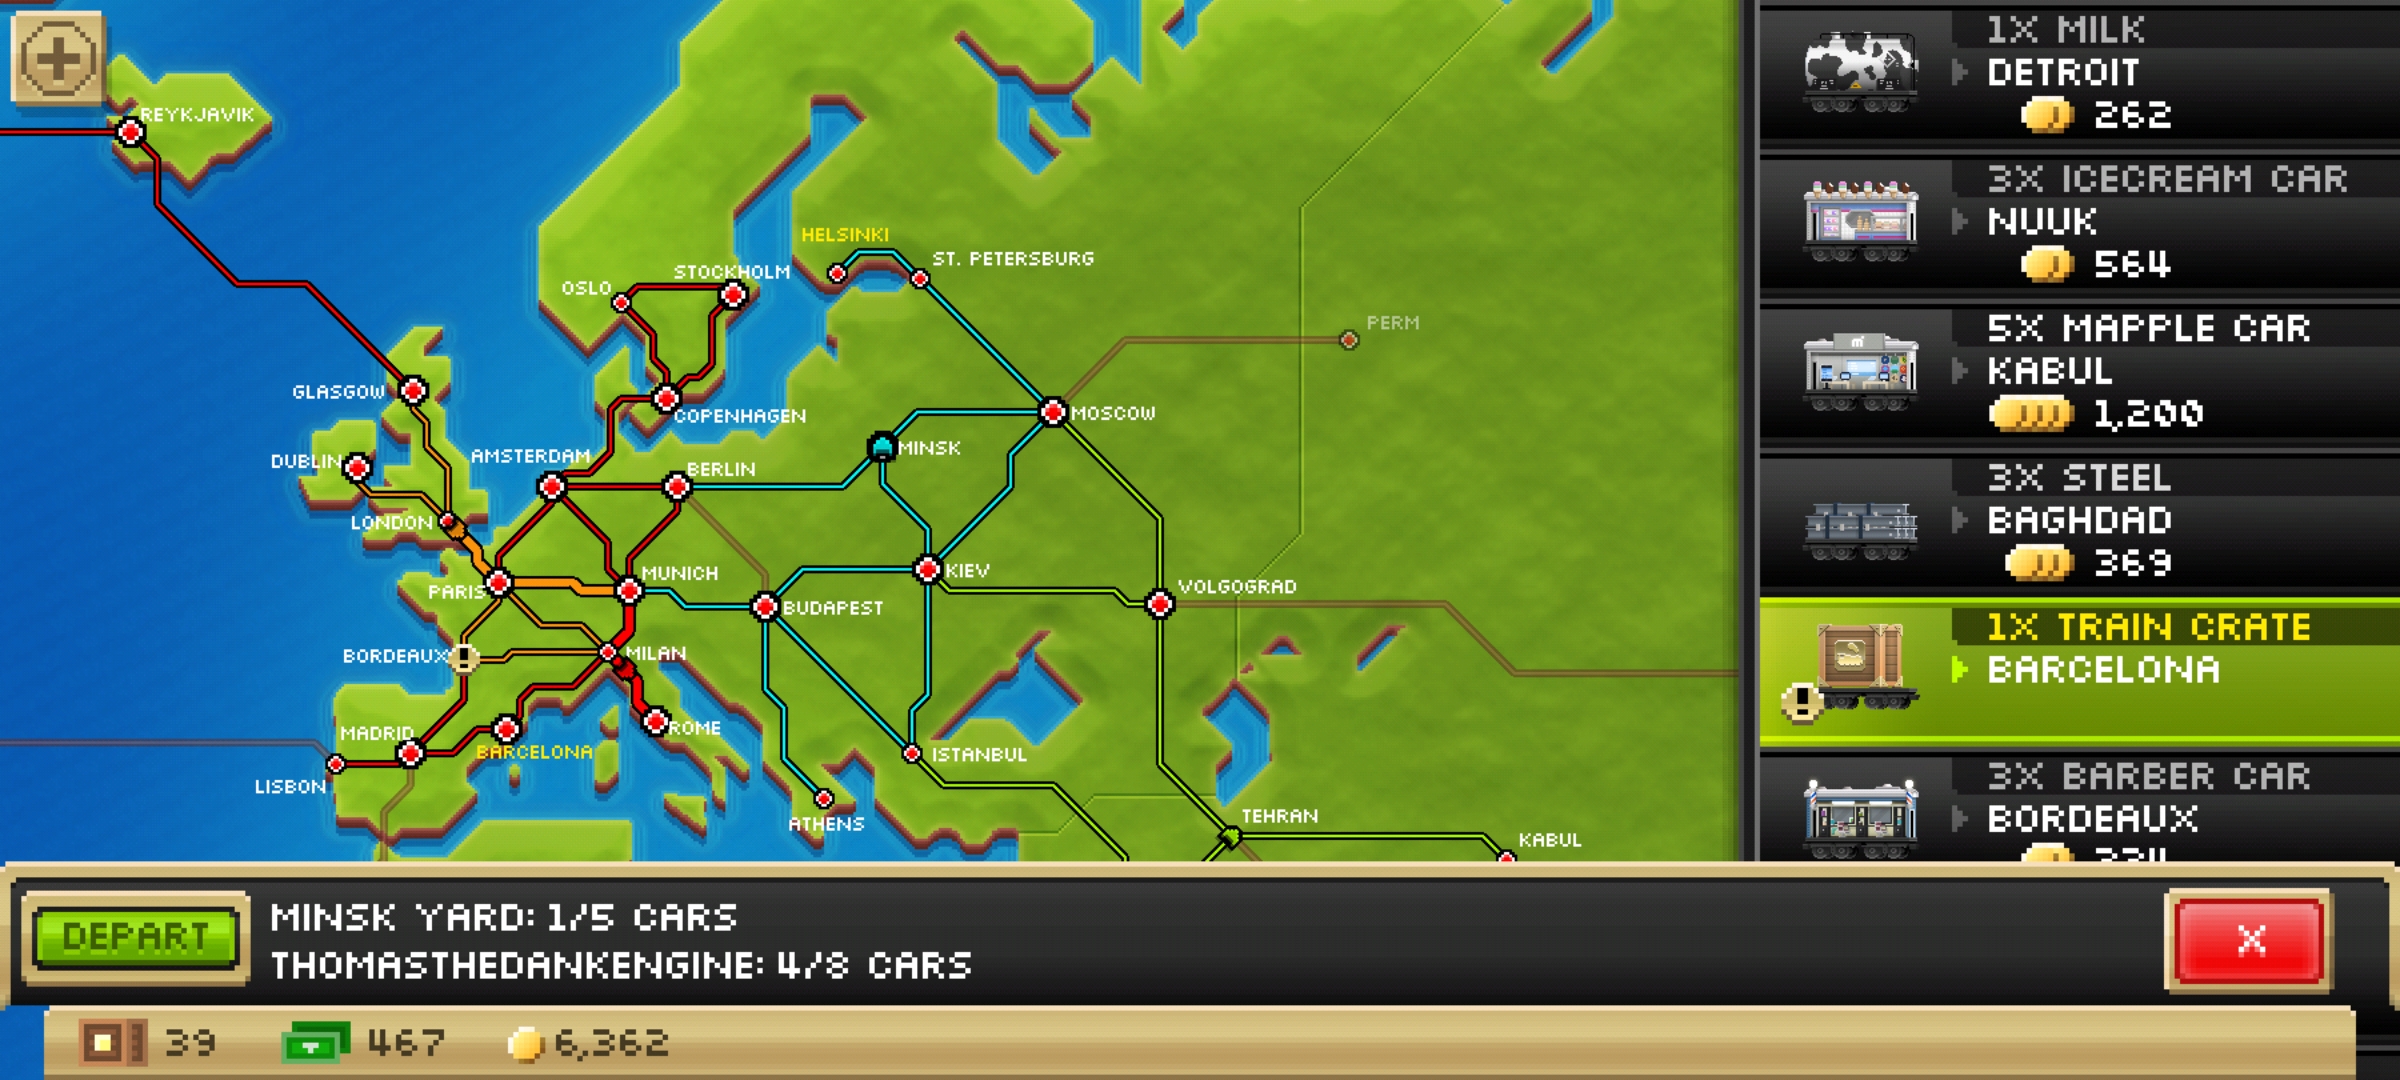 REYKJAVIK
HELSINKI
ST. PETERSBURG
STOCKHOLM
OSLO
PERM
GLASGOW
COPENHAGEN
MOSCOW
MINSK
AMSTERDAM
BERLIN
DUBLIN
LONDON
MUNICH
KIEV
PARIS
BUDAPEST
VOLGOGRAD
BORDEAUX
MILAN
MADRID
ROME
BARCELONA
ISTANBUL
LISBON
ATHENS
TEHRAN
KABUL
1X MILK
DETROIT
262
3X ICECREAM CAR
NUUK
564
5X MAPPLE CAR
KABUL
1,200
3X STEEL
BAGHDAD
369
1X TRAIN CRATE
BARCELONA
3X BARBER CAR
BORDEAUX
DEPART
MINSK YARD: 1/5 CARS
THOMASTHEDANKENGINE: 4/8 CARS
X
39
467
6,362